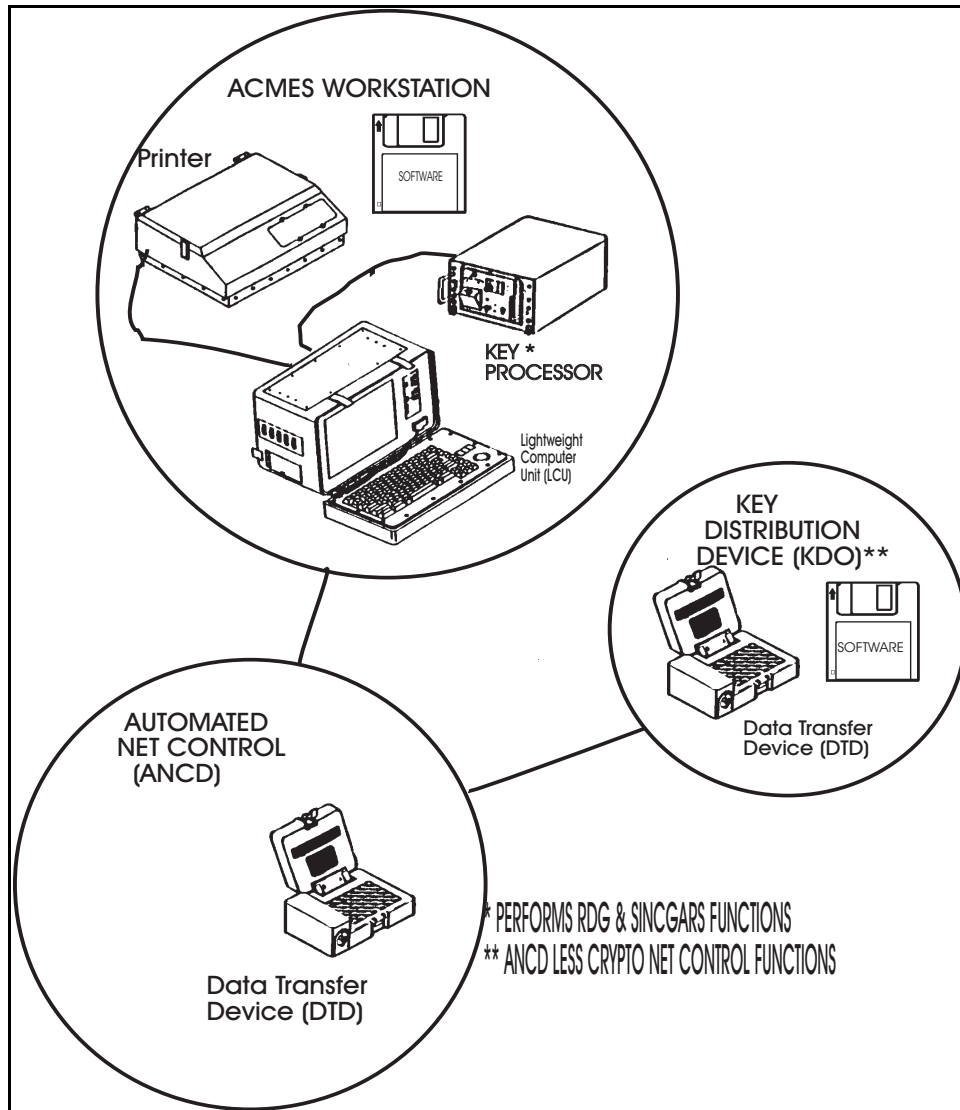 ACMES WORKSTATION
Printer
SOFTWARE
KEY *
PROCESSOR
Lightweight
Computer
Unit (LCU)
KEY
DISTRIBUTION
DEVICE (KDO)**
SOFTWARE
Data Transfer
Device (DTD)
AUTOMATED
NET CONTROL
(ANCD)
Data Transfer
Device (DTD)
* PERFORMS RDG & SINCGARS FUNCTIONS
** ANCD LESS CRYPTO NET CONTROL FUNCTIONS